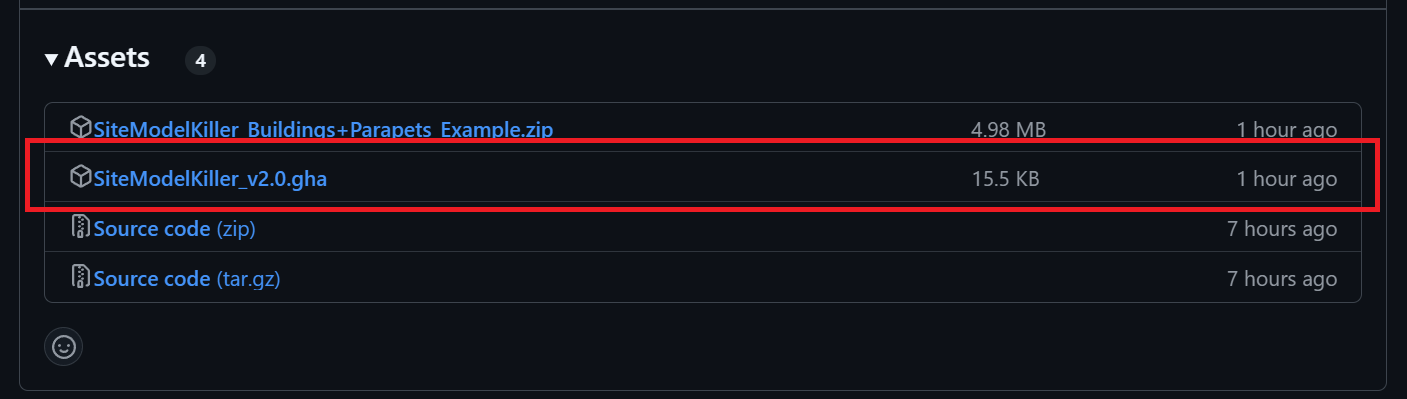 Assets 4
SiteModelKiller_Buildings+Parapets_Example.zip 4.98 MB 1 hour ago
SiteModelKiller_v2.0.gha 15.5 KB 1 hour ago
Source code (zip) 7 hours ago
Source code (tar.gz) 7 hours ago